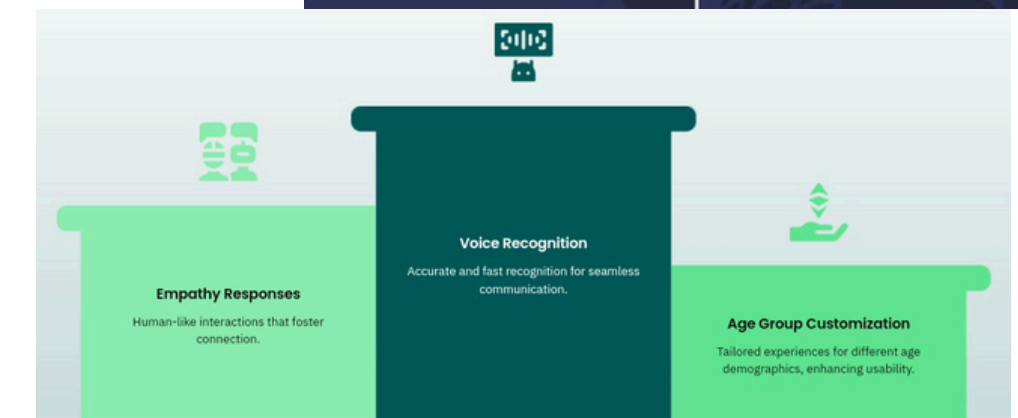 Voice Recognition
Accurate and fast recognition for seamless
communication.
Empathy Responses
Human-like interactions that foster
connection.
Age Group Customization
Tailored experiences for different age
demographics, enhancing usability.